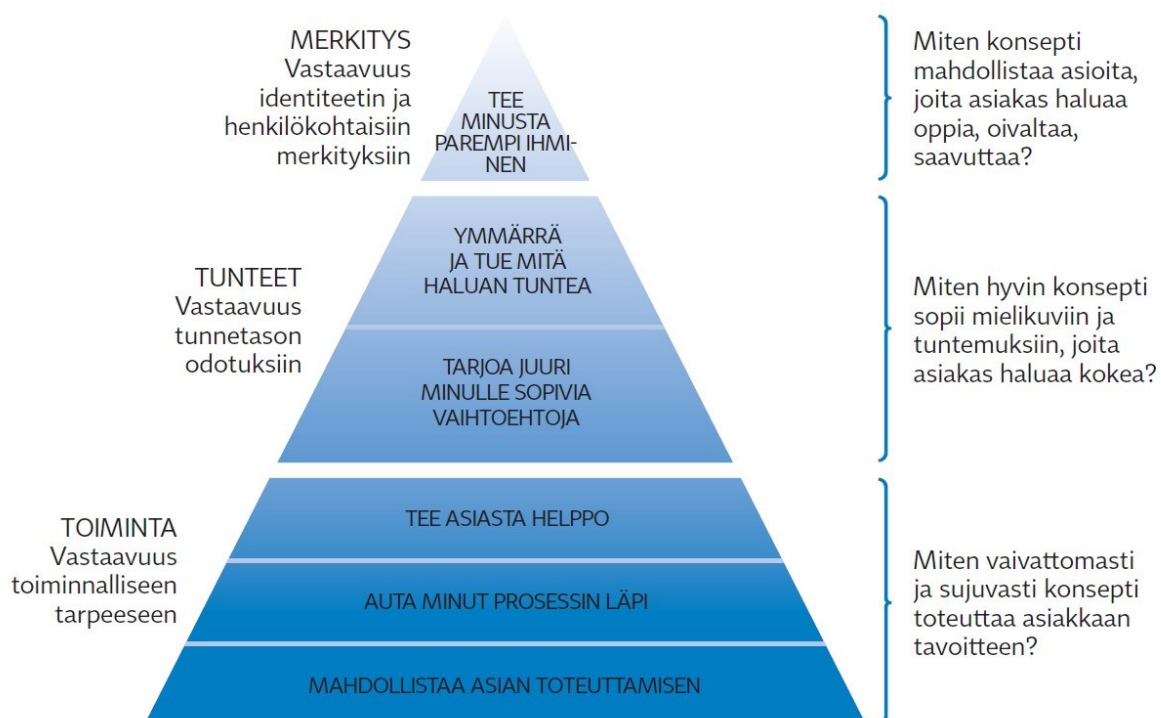 MERKITYS
Vastaavuus
identiteetin ja
henkilökohtaisiin
merkityksiin
TEE
MINUSTA
PAREMPI IHMI-
NEN
Miten konsepti
mahdollistaa asioita,
joita asiakas haluaa
oppia, oivaltaa,
saavuttaa?
TUNTEET
Vastaavuus
tunnetason
odotuksiin
YMMÄRRÄ
JA TUE MITÄ
HALUAN TUNTEA
TARJOA JUURI
MINULLE SOPIVIA
VAIHTOEHTOJA
Miten hyvin konsepti
sopii mielikuviin ja
tuntemuksiin, joita
asiakas haluaa kokea?
TOIMINTA
Vastaavuus
toiminnalliseen
tarpeeseen
TEE ASIASTA HELPPO
AUTA MINUT PROSESSIN LÄPI
MAHDOLLISTAA ASIAN TOTEUTTAMISEN
Miten vaivattomasti
ja sujuvasti konsepti
toteuttaa asiakkaan
tavoitteen?